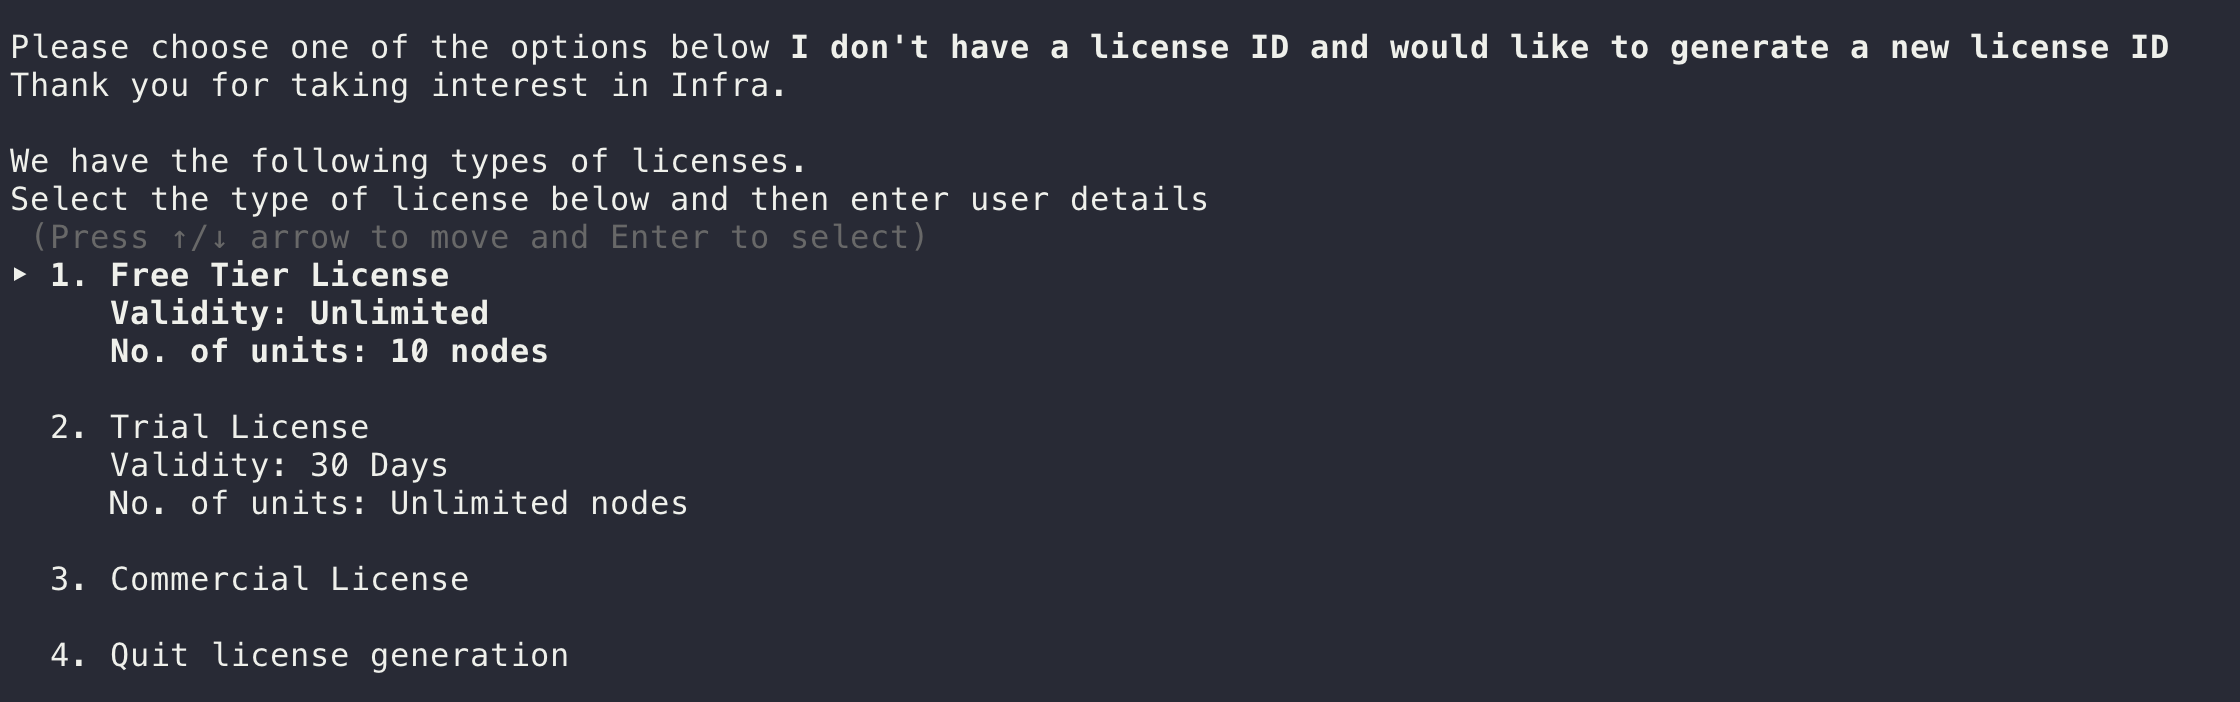 Please choose one of the options below I don't have a license ID and would like to generate a new license ID
Thank you for taking interest in Infra.
We have the following types of licenses.
Select the type of license below and then enter user details
(Press ↑/↓ arrow to move and Enter to select)
▸ 1. Free Tier License
Validity: Unlimited
No. of units: 10 nodes
2. Trial License
Validity: 30 Days
No. of units: Unlimited nodes
3. Commercial License
4. Quit license generation